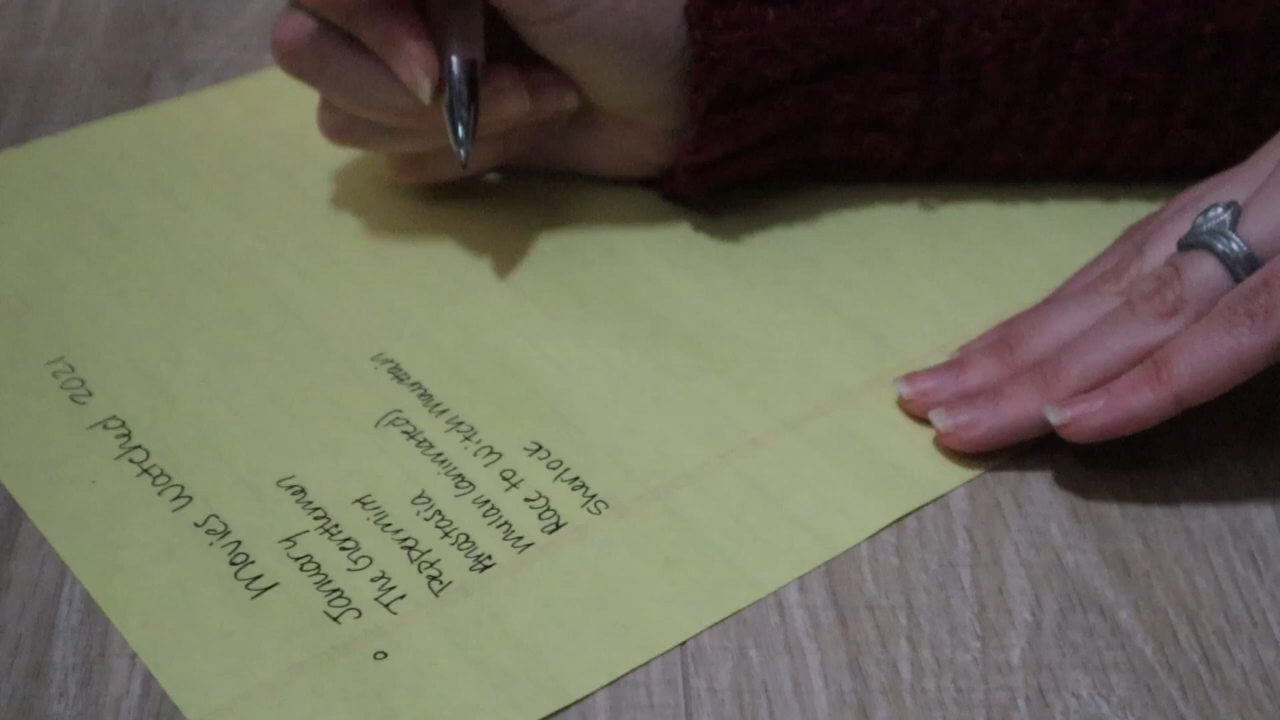 Movies Watched 2021
January
The Gentlemen
Peppermint
Anastasia
Mulan (animated)
Race to Witch Mountain
Sherlock